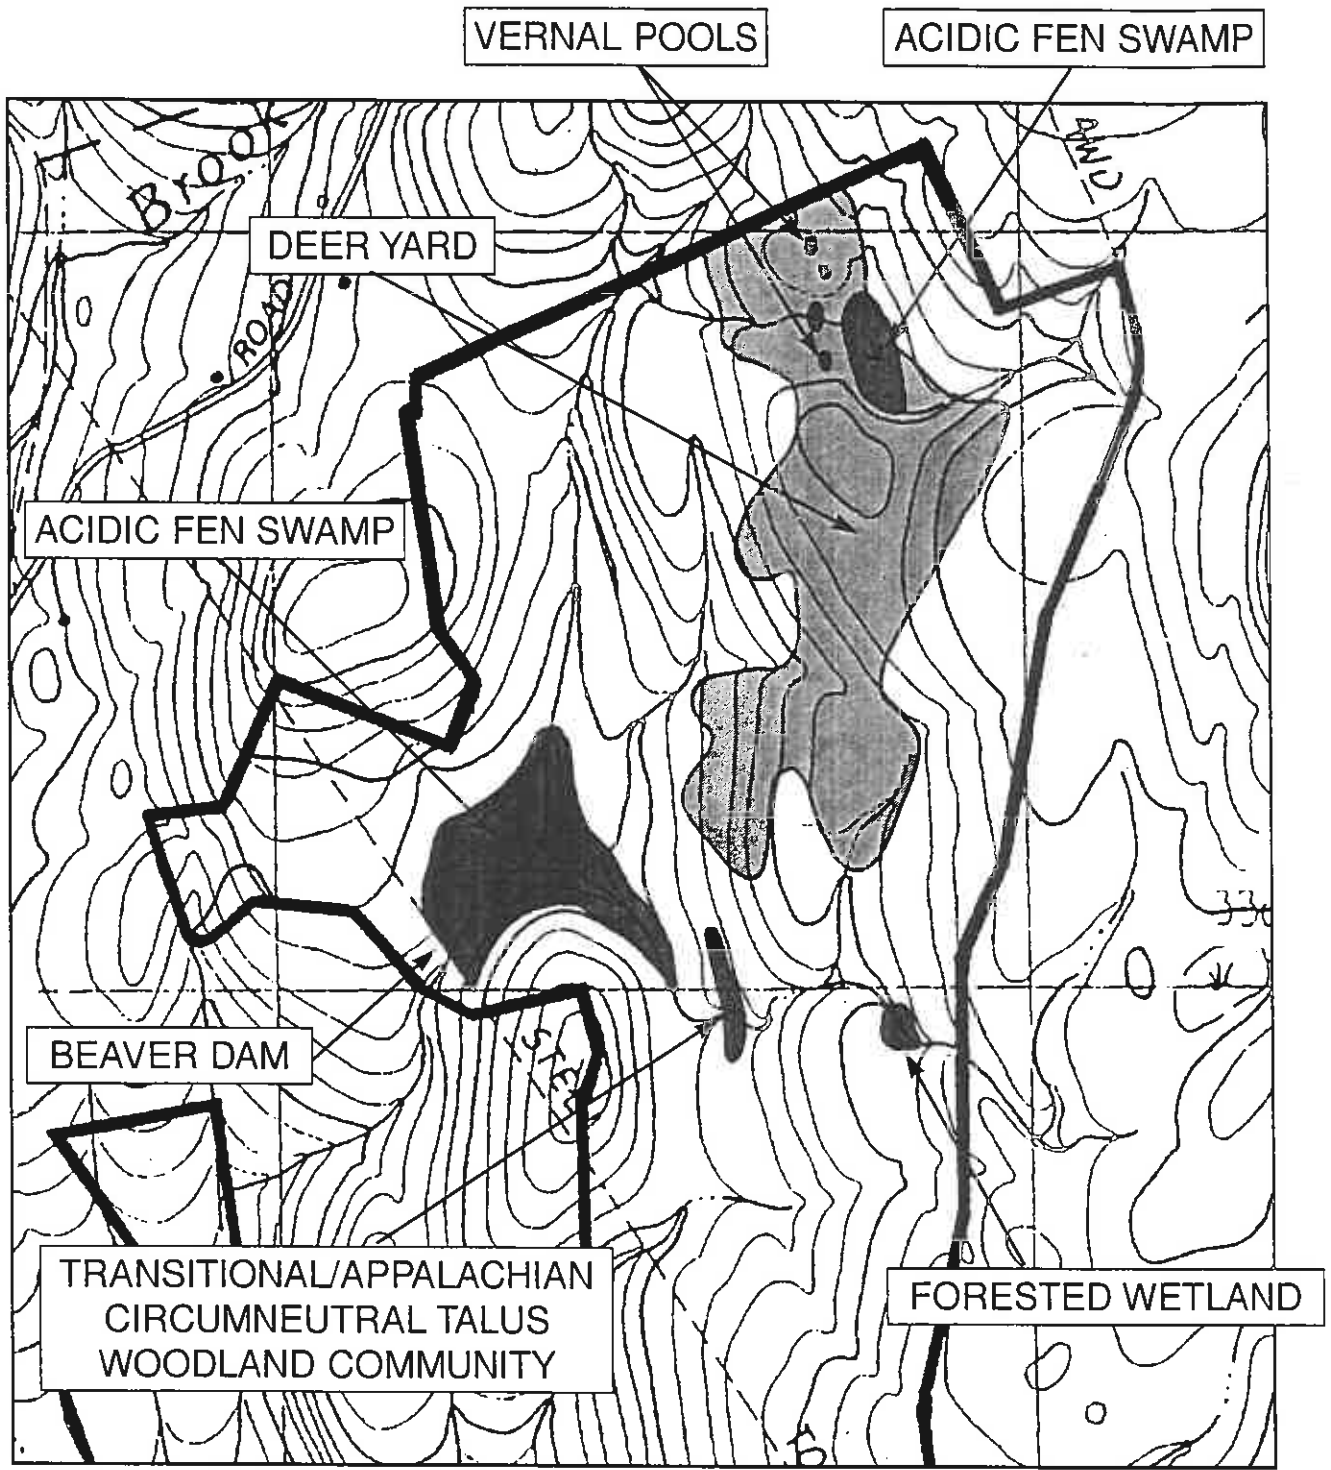 VERNAL POOLS
ACIDIC FEN SWAMP
Brook
DEER YARD
ROAD
ACIDIC FEN SWAMP
BEAVER DAM
TRANSITIONAL/APPALACHIAN
CIRCUMNEUTRAL TALUS
WOODLAND COMMUNITY
FORESTED WETLAND